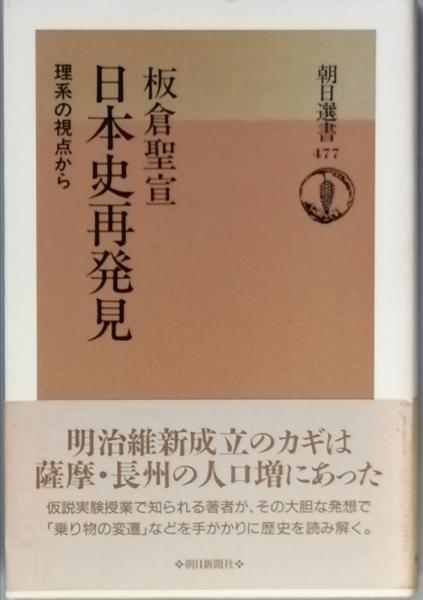 朝日選書
477
板倉聖宣
日本史再発見
理系の視点から
明治維新成立のカギは
薩摩・長州の人口増にあった
仮説実験授業で知られる著者が、その大胆な発想で
「乗り物の変遷」などを手がかりに歴史を読み解く。
❖朝日新聞社❖